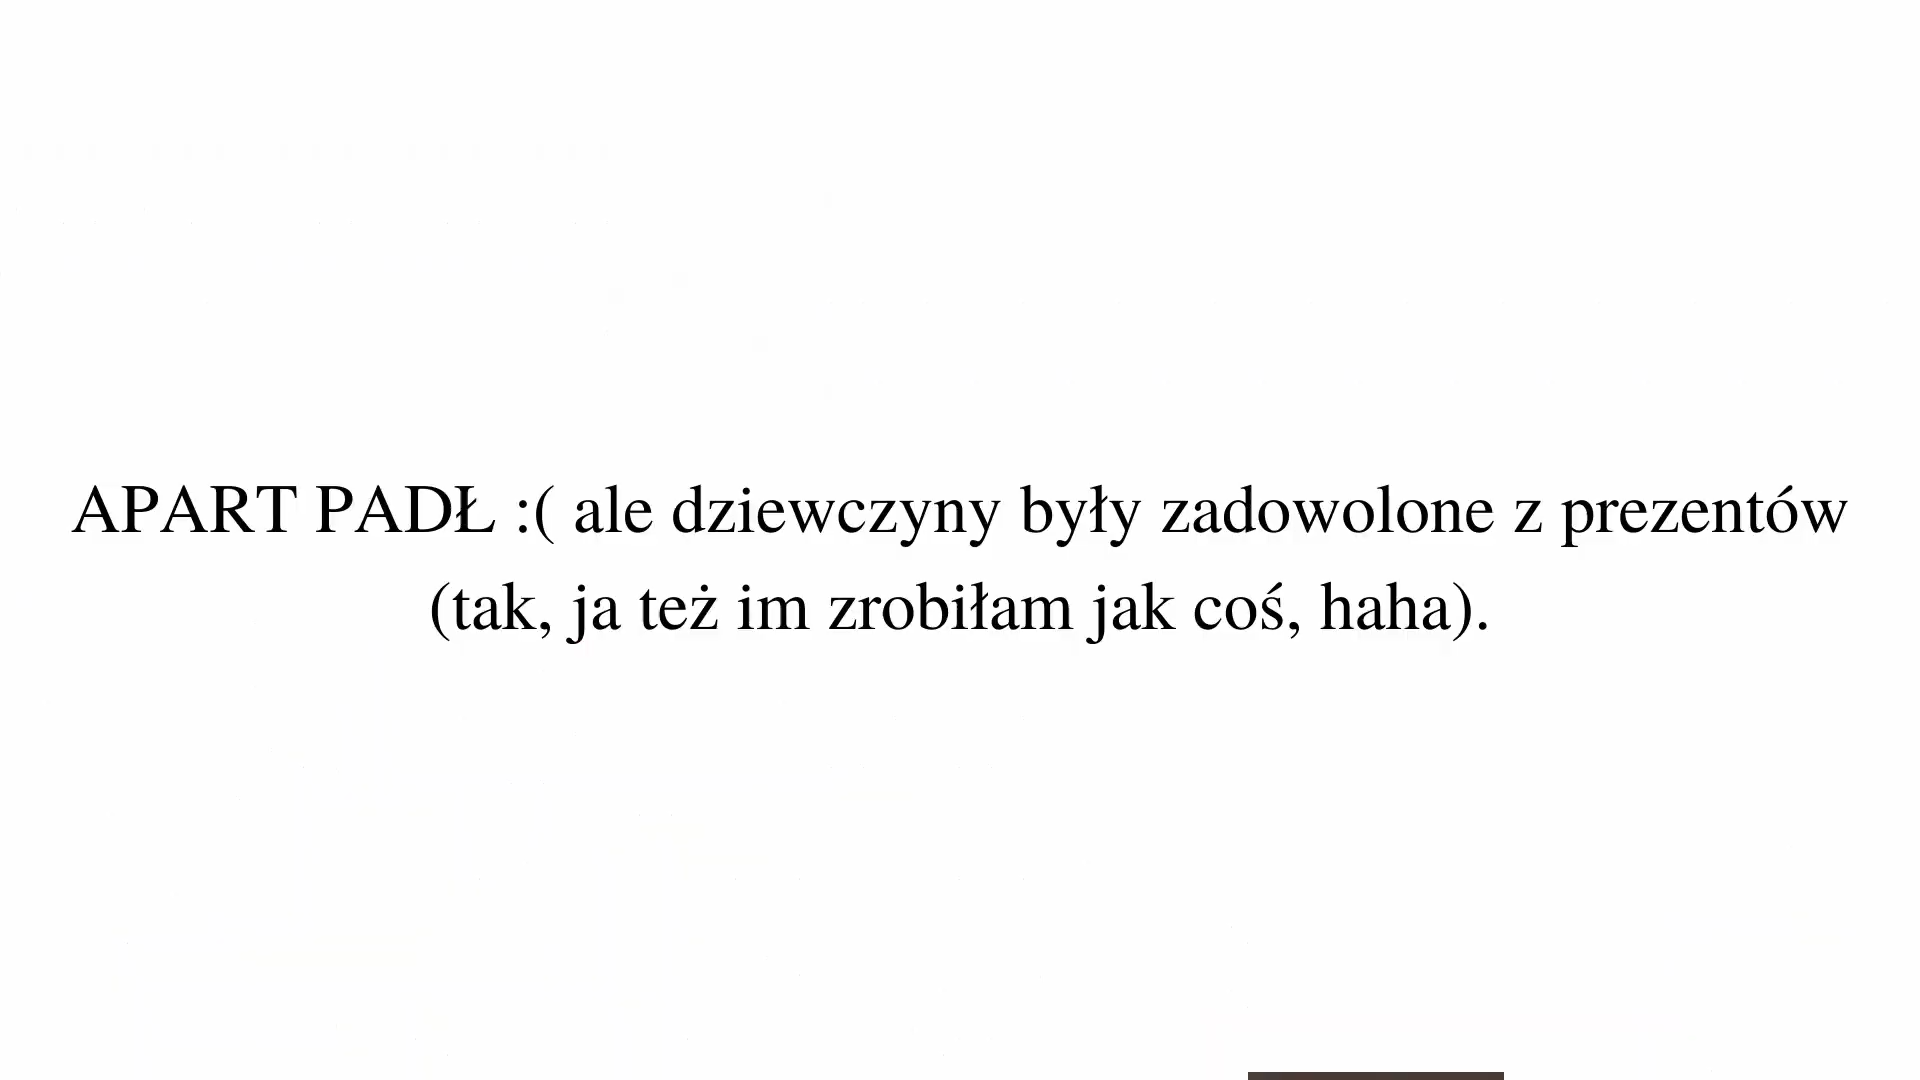 APART PADŁ :( ale dziewczyny były zadowolone z prezentów
(tak, ja też im zrobiłam jak coś, haha).